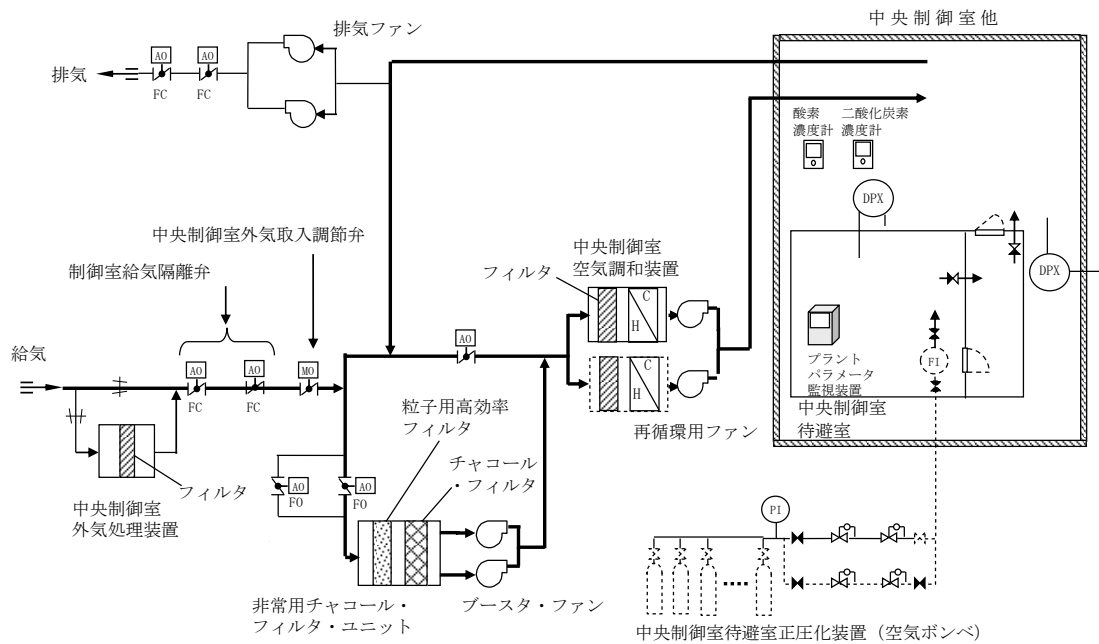 中央制御室他
排気ファン
排気
AO
AO
FC
FC
酸素
濃度計
二酸化炭素
濃度計
DPX
DPX
中央制御室外気取入調節弁
制御室給気隔離弁
中央制御室
空気調和装置
フィルタ
C
H
C
H
給気
AO
AO
MO
AO
FC
FC
プラント
パラメータ
監視装置
FI
中央制御室
待避室
再循環用ファン
粒子用高効率
フィルタ
チャコール
・フィルタ
フィルタ
AO
FO
AO
FO
中央制御室
外気処理装置
PI
非常用チャコール・
フィルタ・ユニット
ブースタ・ファン
中央制御室待避室正圧化装置（空気ボンベ）